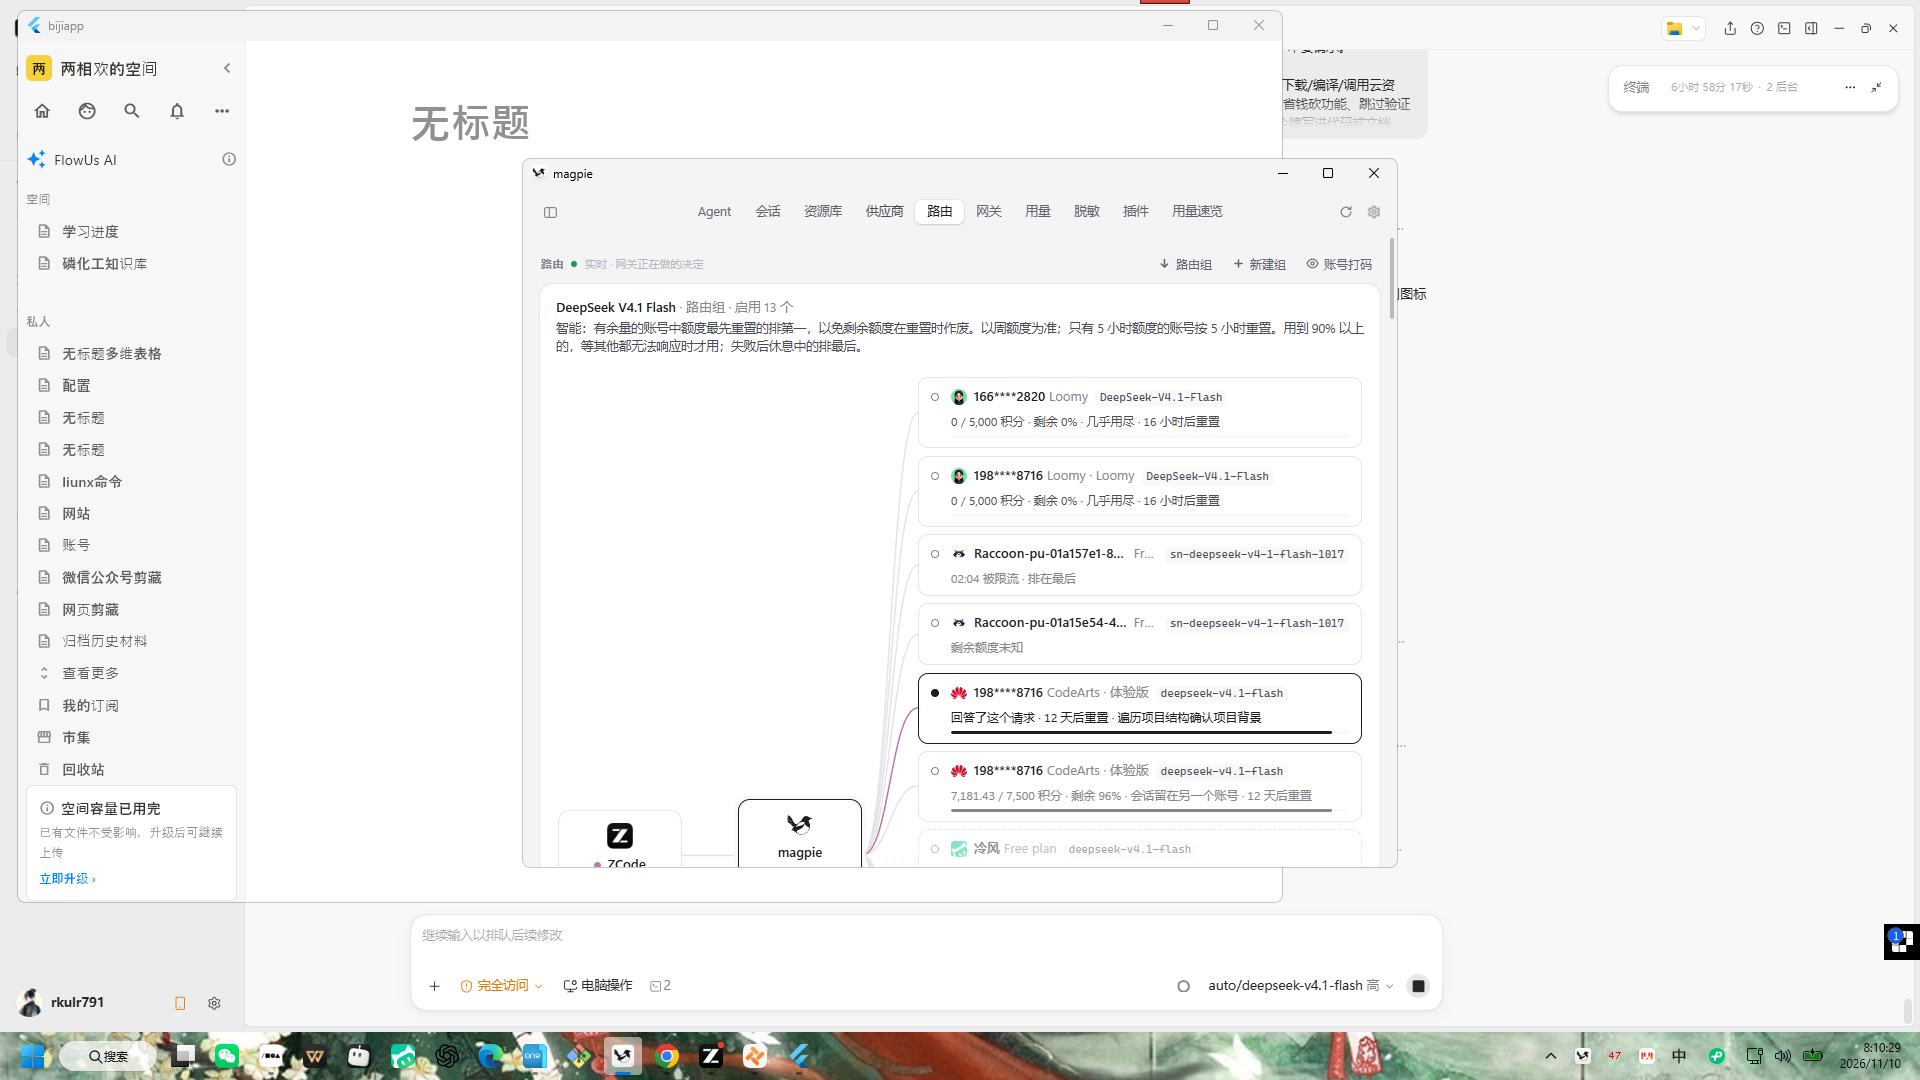 bijiapp
两 两相欢的空间
FlowUs AI
空间
学习进度
磷化工知识库
私人
无标题多维表格
配置
无标题
无标题
liunx命令
网站
账号
微信公众号剪藏
网页剪藏
归档历史材料
查看更多
我的订阅
市集
回收站
空间容量已用完
已有文件不受影响，升级后可继续
上传
立即升级 ›
rkulr791
无标题
下载/编译/调用云资
省钱砍功能、跳过验证
终端 6小时 58分 17秒 · 2 后台
图标
magpie
Agent 会话 资源库 供应商 路由 网关 用量 脱敏 插件 用量速览
路由 实时 · 网关正在做的决定
路由组 新建组 账号打码
DeepSeek V4.1 Flash · 路由组 · 启用 13 个
智能：有余量的账号中额度最先重置的排第一，以免剩余额度在重置时作废。以周额度为准；只有 5 小时额度的账号按 5 小时重置。用到 90% 以上
的，等其他都无法响应时才用；失败后休息中的排最后。
166****2820 Loomy DeepSeek-V4.1-Flash
0 / 5,000 积分 · 剩余 0% · 几乎用尽 · 16 小时后重置
198****8716 Loomy · Loomy DeepSeek-V4.1-Flash
0 / 5,000 积分 · 剩余 0% · 几乎用尽 · 16 小时后重置
Raccoon-pu-01a157e1-8... Fr... sn-deepseek-v4-1-flash-1017
02:04 被限流 · 排在最后
Raccoon-pu-01a15e54-4... Fr... sn-deepseek-v4-1-flash-1017
剩余额度未知
198****8716 CodeArts · 体验版 deepseek-v4.1-flash
回答了这个请求 · 12 天后重置 · 遍历项目结构确认项目背景
198****8716 CodeArts · 体验版 deepseek-v4.1-flash
7,181.43 / 7,500 积分 · 剩余 96% · 会话留在另一个账号 · 12 天后重置
冷风 Free plan deepseek-v4.1-flash
ZCode
magpie
继续输入以排队后续修改
完全访问 电脑操作 2
auto/deepseek-v4.1-flash 高
1
搜索
47
中
8:10:29
2026/11/10